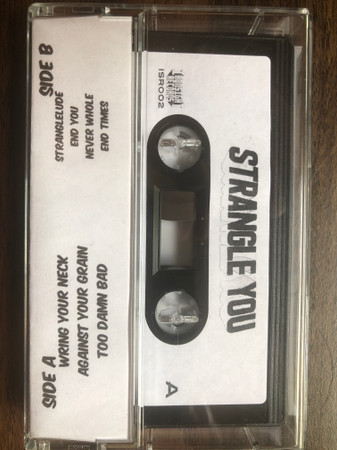 SIDE A
WRING YOUR NECK
AGAINST YOUR GRAIN
TOO DAMN BAD
SIDE B
STRANGLELUDE
END YOU
NEVER WHOLE
END TIMES
STRANGLE YOU
A
ISR002